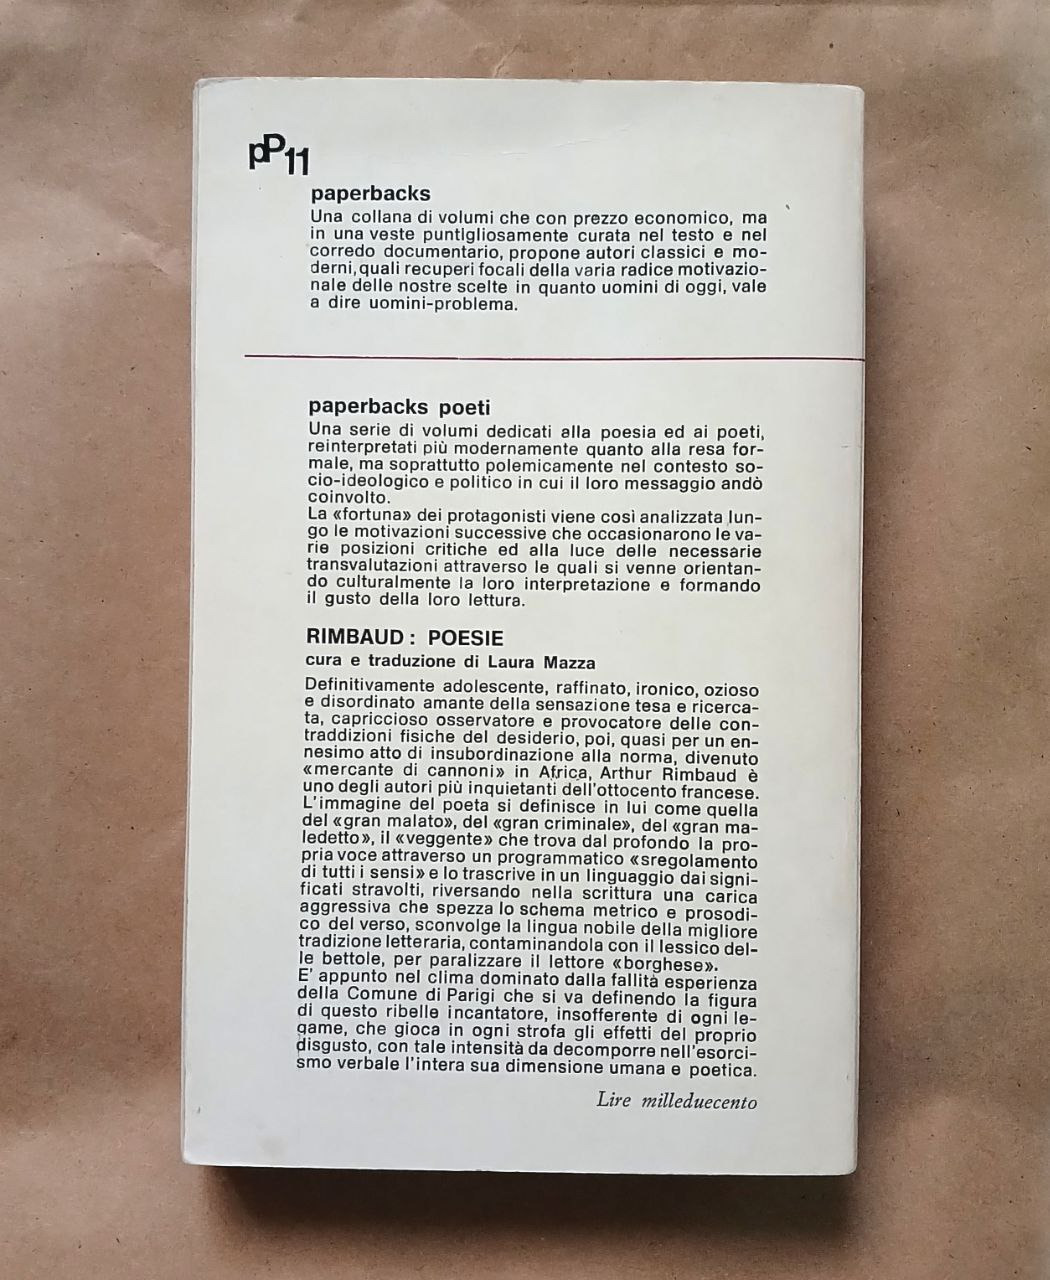 pP11
paperbacks
Una collana di volumi che con prezzo economico, ma
in una veste puntigliosamente curata nel testo e nel
corredo documentario, propone autori classici e mo-
derni, quali recuperi focali della varia radice motivazio-
nale delle nostre scelte in quanto uomini di oggi, vale
a dire uomini-problema.
paperbacks poeti
Una serie di volumi dedicati alla poesia ed ai poeti,
reinterpretati più modernamente quanto alla resa for-
male, ma soprattutto polemicamente nel contesto so-
cio-ideologico e politico in cui il loro messaggio andò
coinvolto.
La «fortuna» dei protagonisti viene così analizzata lun-
go le motivazioni successive che occasionarono le va-
rie posizioni critiche ed alla luce delle necessarie
transvalutazioni attraverso le quali si venne orientan-
do culturalmente la loro interpretazione e formando
il gusto della loro lettura.
RIMBAUD: POESIE
cura e traduzione di Laura Mazza
Definitivamente adolescente, raffinato, ironico, ozioso
e disordinato amante della sensazione tesa e ricerca-
ta, capriccioso osservatore e provocatore delle con-
traddizioni fisiche del desiderio, poi, quasi per un en-
nesimo atto di insubordinazione alla norma, divenuto
«mercante di cannoni» in Africa, Arthur Rimbaud è
uno degli autori più inquietanti dell'ottocento francese.
L'immagine del poeta si definisce in lui come quella
del «gran malato», del «gran criminale», del «gran ma-
ledetto», il «veggente» che trova dal profondo la pro-
pria voce attraverso un programmatico «sregolamento
di tutti i sensi» e lo trascrive in un linguaggio dai signi-
ficati stravolti, riversando nella scrittura una carica
aggressiva che spezza lo schema metrico e prosodi-
co del verso, sconvolge la lingua nobile della migliore
tradizione letteraria, contaminandola con il lessico del-
le bettole, per paralizzare il lettore «borghese».
E' appunto nel clima dominato dalla fallità esperienza
della Comune di Parigi che si va definendo la figura
di questo ribelle incantatore, insofferente di ogni le-
game, che gioca in ogni strofa gli effetti del proprio
disgusto, con tale intensità da decomporre nell'esorci-
smo verbale l'intera sua dimensione umana e poetica.
Lire milleduecento